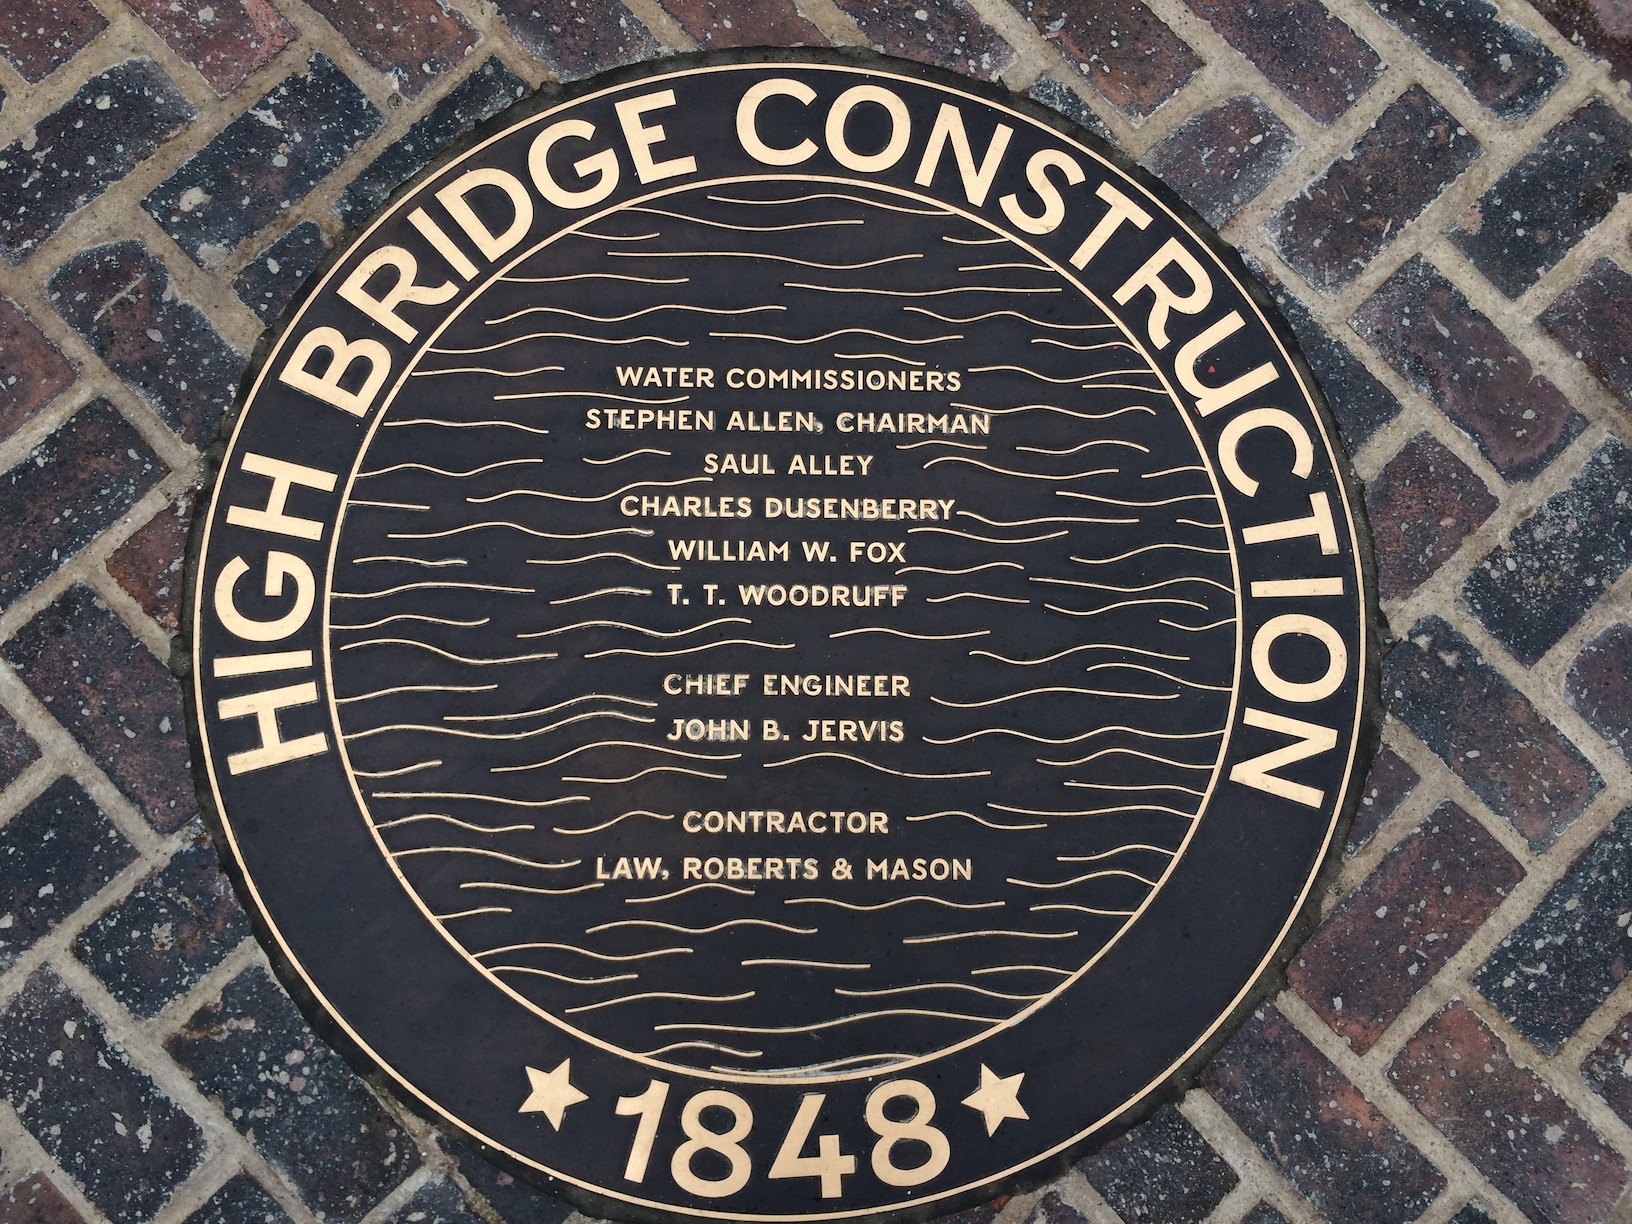 HIGH BRIDGE CONSTRUCTION
WATER COMMISSIONERS
STEPHEN ALLEN, CHAIRMAN
SAUL ALLEY
CHARLES DUSENBERRY
WILLIAM W. FOX
T. T. WOODRUFF
CHIEF ENGINEER
JOHN B. JERVIS
CONTRACTOR
LAW, ROBERTS & MASON
1848